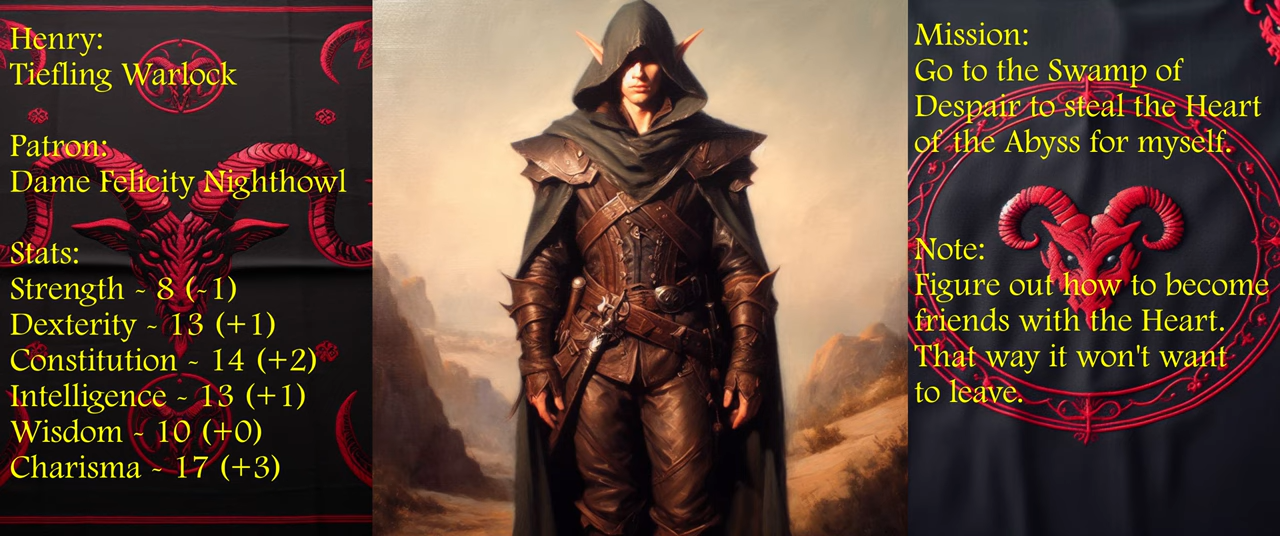 Henry:
Tiefling Warlock
Patron:
Dame Felicity Nighthowl
Stats:
Strength ~ 8 (~1)
Dexterity ~ 13 (+1)
Constitution ~ 14 (+2)
Intelligence ~ 13 (+1)
Wisdom ~ 10 (+0)
Charisma ~ 17 (+3)
Mission:
Go to the Swamp of
Despair to steal the Heart
of the Abyss for myself.
Note:
Figure out how to become
friends with the Heart.
That way it won't want
to leave.